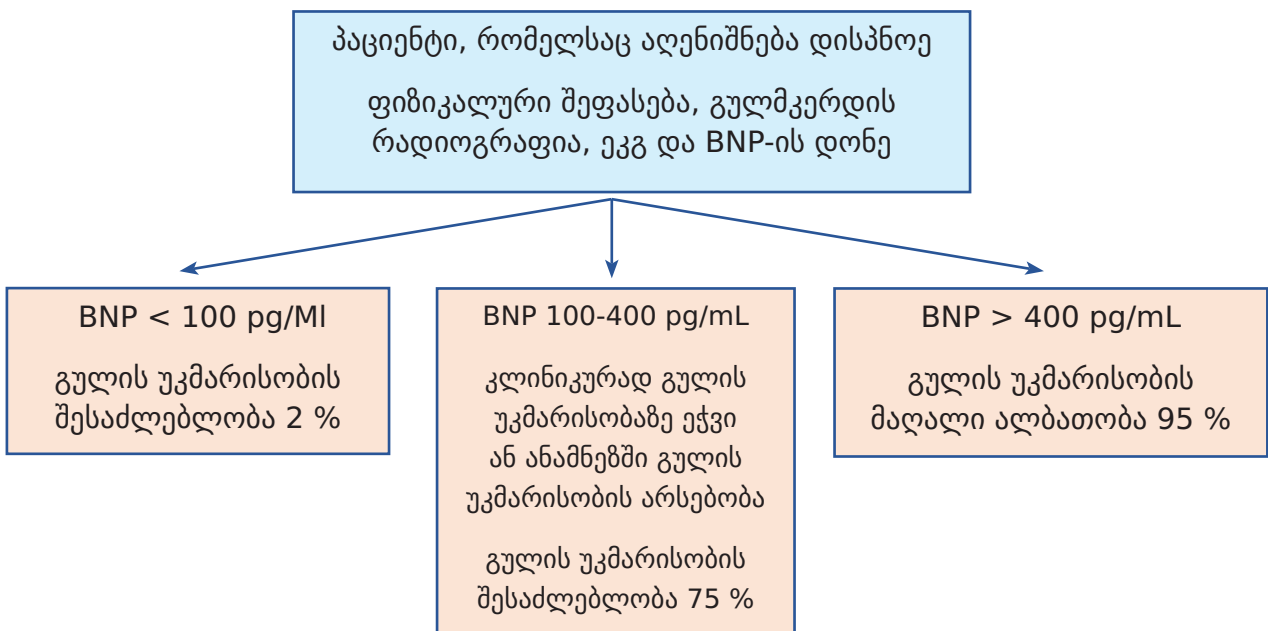 პაციენტი, რომელსაც აღენიშნება დისპნოე
ფიზიკალური შეფასება, გულმკერდის
რადიოგრაფია, ეკგ და BNP-ის დონე
BNP < 100 pg/Ml
გულის უკმარისობის
შესაძლებლობა 2 %
BNP 100-400 pg/mL
კლინიკურად გულის
უკმარისობაზე ეჭვი
ან ანამნეზში გულის
უკმარისობის არსებობა
გულის უკმარისობის
შესაძლებლობა 75 %
BNP > 400 pg/mL
გულის უკმარისობის
მაღალი ალბათობა 95 %